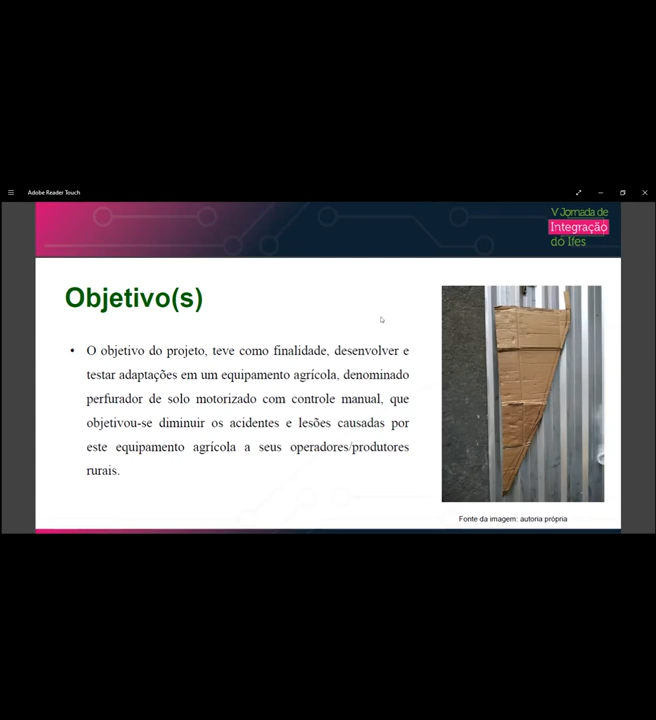 Adobe Reader Touch
V Jornada de
Integração
do Ifes
Objetivo(s)
• O objetivo do projeto, teve como finalidade, desenvolver e
testar adaptações em um equipamento agrícola, denominado
perfurador de solo motorizado com controle manual, que
objetivou-se diminuir os acidentes e lesões causadas por
este equipamento agrícola a seus operadores/produtores
rurais.
Fonte da imagem: autoria própria